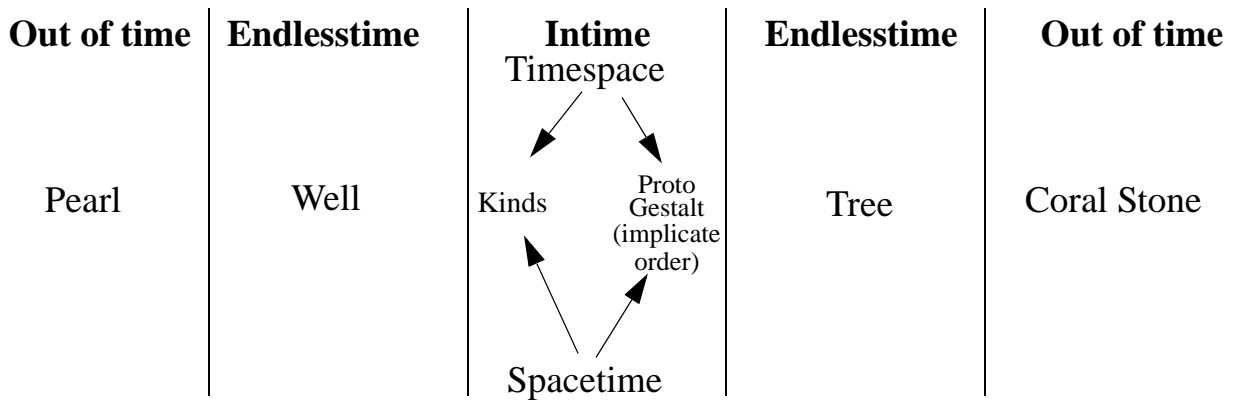 Out of time Endlesstime Intime Endlesstime Out of time
Timespace
Pearl Well Kinds Proto Gestalt (implicate order) Tree Coral Stone
Spacetime